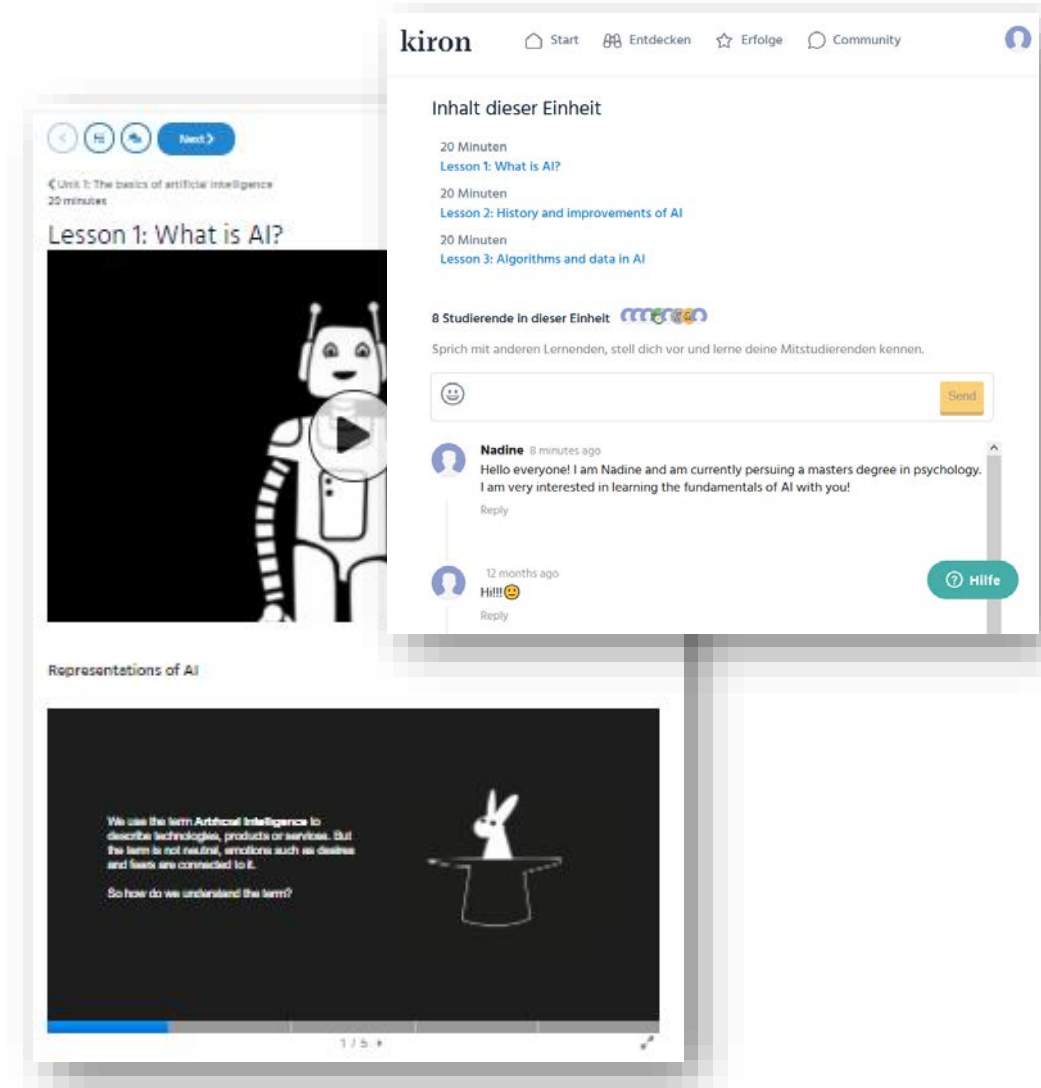 kiron
Start
Entdecken
Erfolge
Community
Inhalt dieser Einheit
20 Minuten
Lesson 1: What is AI?
20 Minuten
Lesson 2: History and improvements of AI
20 Minuten
Lesson 3: Algorithms and data in AI
8 Studierende in dieser Einheit
Sprich mit anderen Lernenden, stell dich vor und lerne deine Mitstudierenden kennen.
Send
Nadine 8 minutes ago
Hello everyone! I am Nadine and am currently persuing a masters degree in psychology.
I am very interested in learning the fundamentals of AI with you!
Reply
12 months ago
Hi!!!🙂
Reply
Hilfe
Next
Unit 1: The basics of artificial intelligence
20 minutes
Lesson 1: What is AI?
Representations of AI
We use the term Artificial Intelligence to
describe technologies, products or services. But
the term is not neutral, emotions such as desires
and fears are connected to it.
So how do we understand the term?
1 / 5